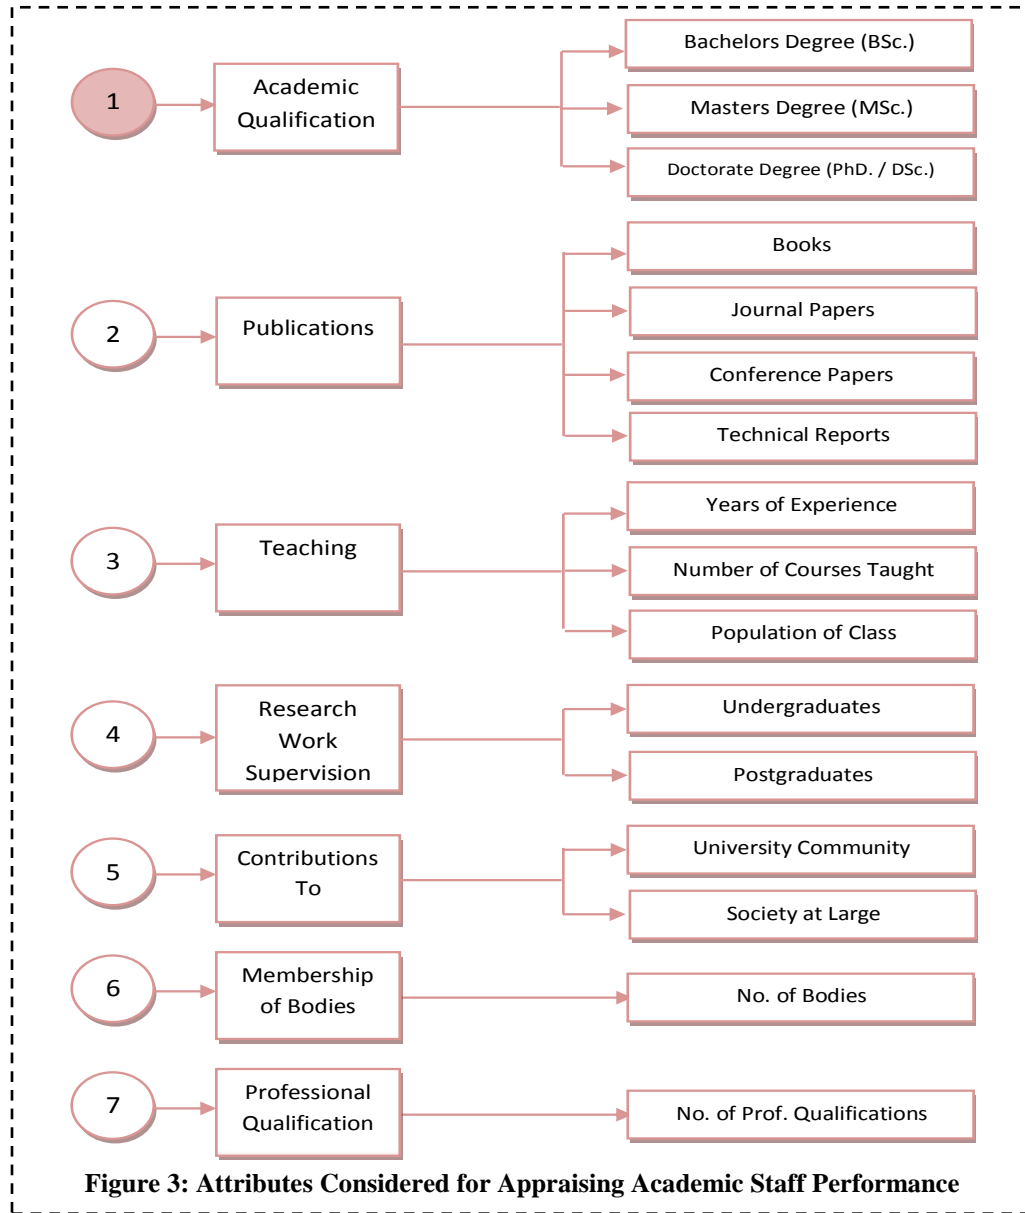 1
Academic
Qualification
Bachelors Degree (BSc.)
Masters Degree (MSc.)
Doctorate Degree (PhD. / DSc.)
2
Publications
Books
Journal Papers
Conference Papers
Technical Reports
3
Teaching
Years of Experience
Number of Courses Taught
Population of Class
4
Research
Work
Supervision
Undergraduates
Postgraduates
5
Contributions
To
University Community
Society at Large
6
Membership
of Bodies
No. of Bodies
7
Professional
Qualification
No. of Prof. Qualifications
Figure 3: Attributes Considered for Appraising Academic Staff Performance